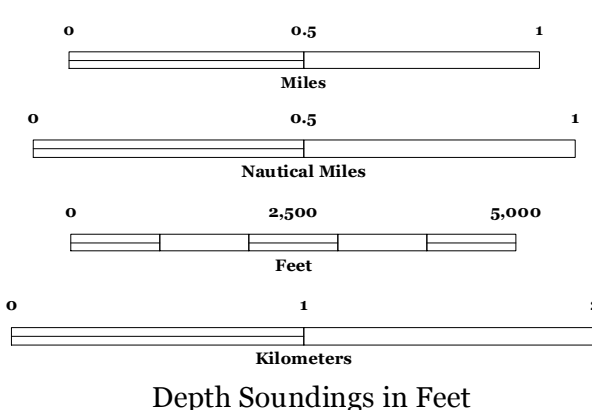 0 0.5 1
Miles
0 0.5 1
Nautical Miles
0 2,500 5,000
Feet
0 1
Kilometers
Depth Soundings in Feet